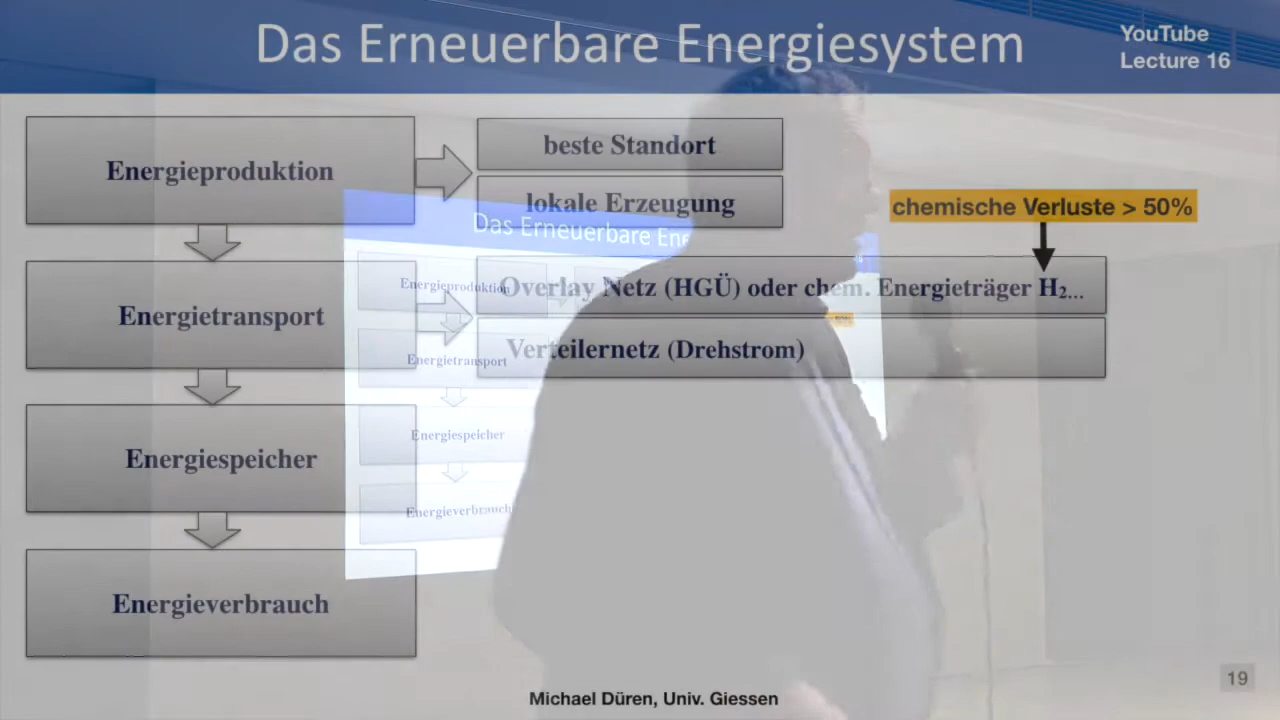 Das Erneuerbare Energiesystem
YouTube
Lecture 16
Energieproduktion
beste Standort
lokale Erzeugung
chemische Verluste > 50%
Energietransport
Overlay Netz (HGÜ) oder chem. Energieträger H₂...
Verteilernetz (Drehstrom)
Energiespeicher
Energieverbrauch
Das Erneuerbare Ene
Energieproduktion
Energietransport
Energiespeicher
Energieverbrauch
Michael Düren, Univ. Giessen
19